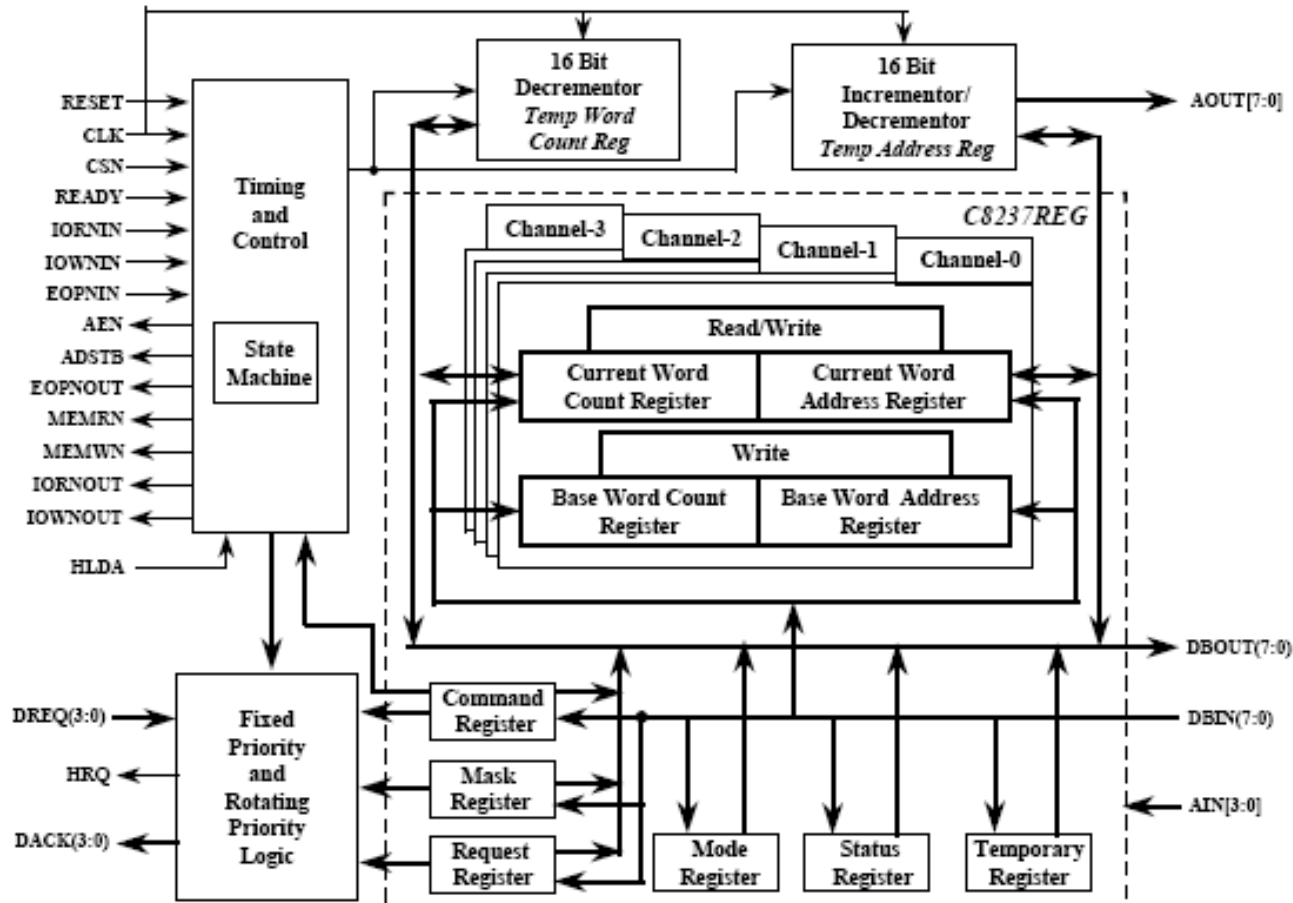 RESET
CLK
CSN
READY
IORNIN
IOWNIN
EOPNIN
AEN
ADSTB
EOPNOUT
MEMRN
MEMWN
IORNOUT
IOWNOUT
HLDA
Timing
and
Control
State
Machine
16 Bit
Decrementor
Temp Word
Count Reg
16 Bit
Incrementor/
Decrementor
Temp Address Reg
AOUT[7:0]
C8237REG
Channel-3
Channel-2
Channel-1
Channel-0
Read/Write
Current Word
Count Register
Current Word
Address Register
Write
Base Word Count
Register
Base Word Address
Register
DBOUT(7:0)
DREQ(3:0)
HRQ
DACK(3:0)
Fixed
Priority
and
Rotating
Priority
Logic
Command
Register
Mask
Register
Request
Register
Mode
Register
Status
Register
Temporary
Register
DBIN(7:0)
AIN[3:0]